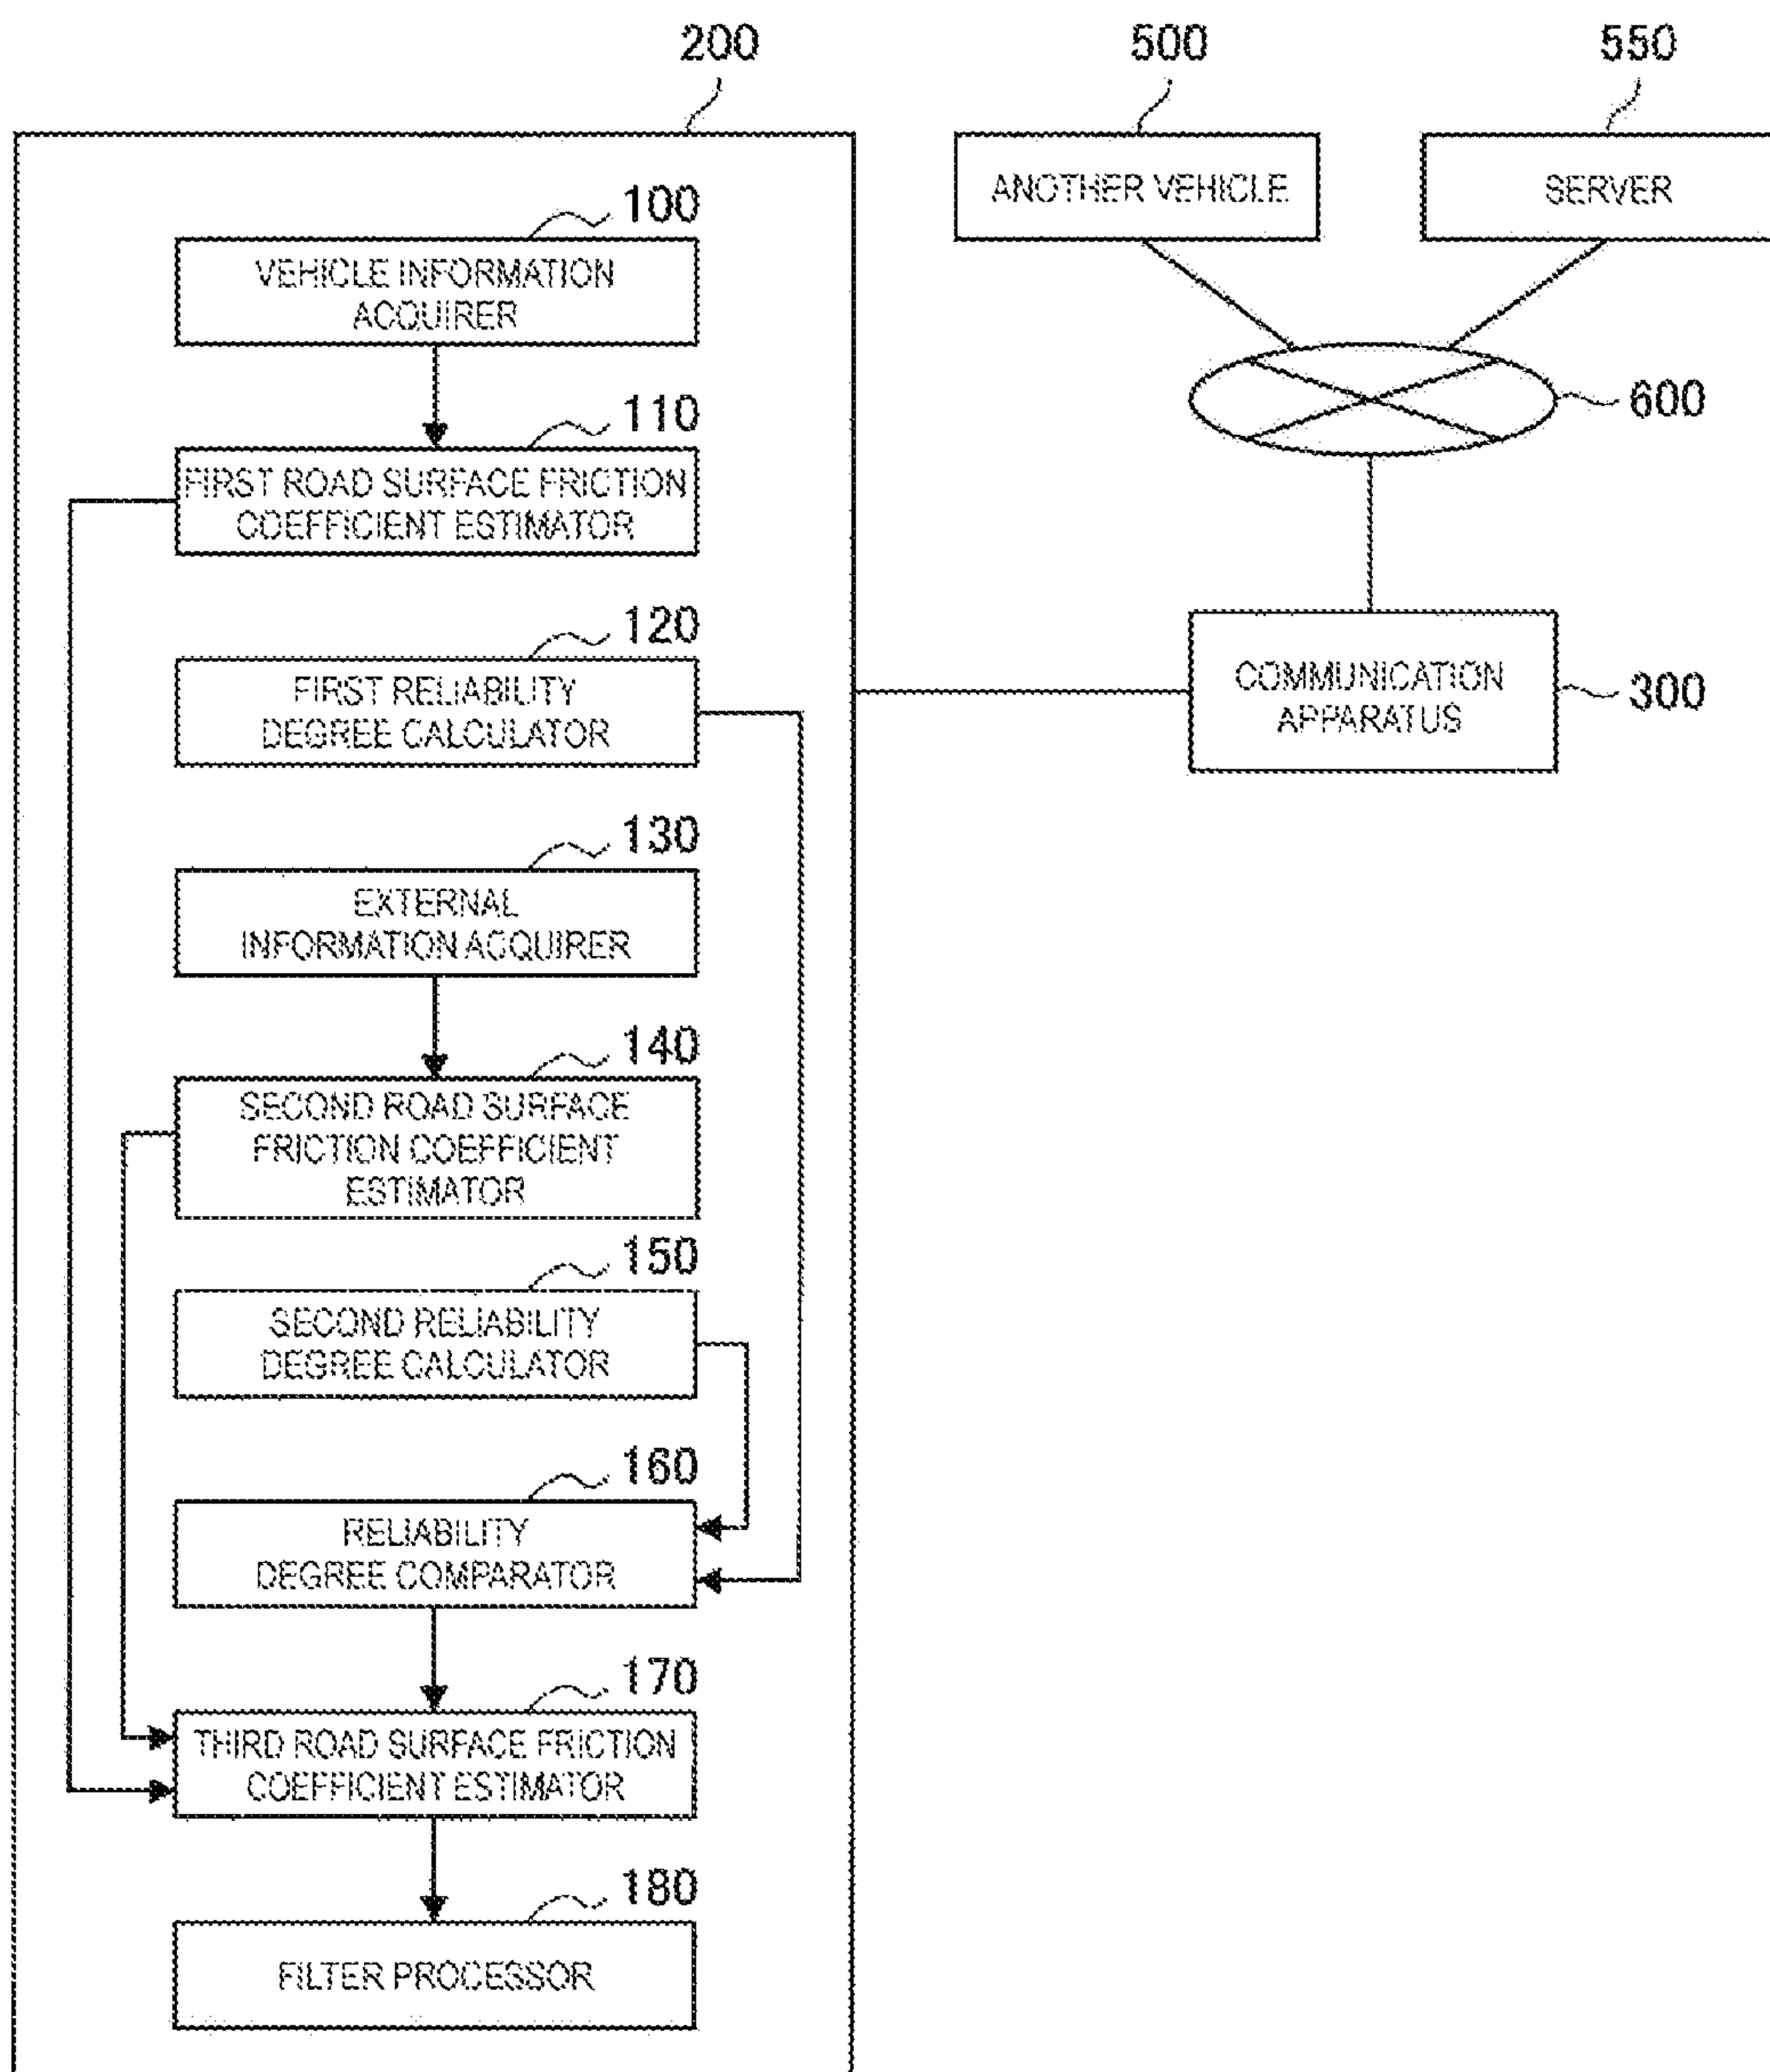 200
500
550
ANOTHER VEHICLE
SERVER
100
VEHICLE INFORMATION
ACQUIRER
600
110
FIRST ROAD SURFACE FRICTION
COEFFICIENT ESTIMATOR
120
FIRST RELIABILITY
DEGREE CALCULATOR
COMMUNICATION
APPARATUS
300
130
EXTERNAL
INFORMATION ACQUIRER
140
SECOND ROAD SURFACE
FRICTION COEFFICIENT
ESTIMATOR
150
SECOND RELIABILITY
DEGREE CALCULATOR
160
RELIABILITY
DEGREE COMPARATOR
170
THIRD ROAD SURFACE FRICTION
COEFFICIENT ESTIMATOR
180
FILTER PROCESSOR